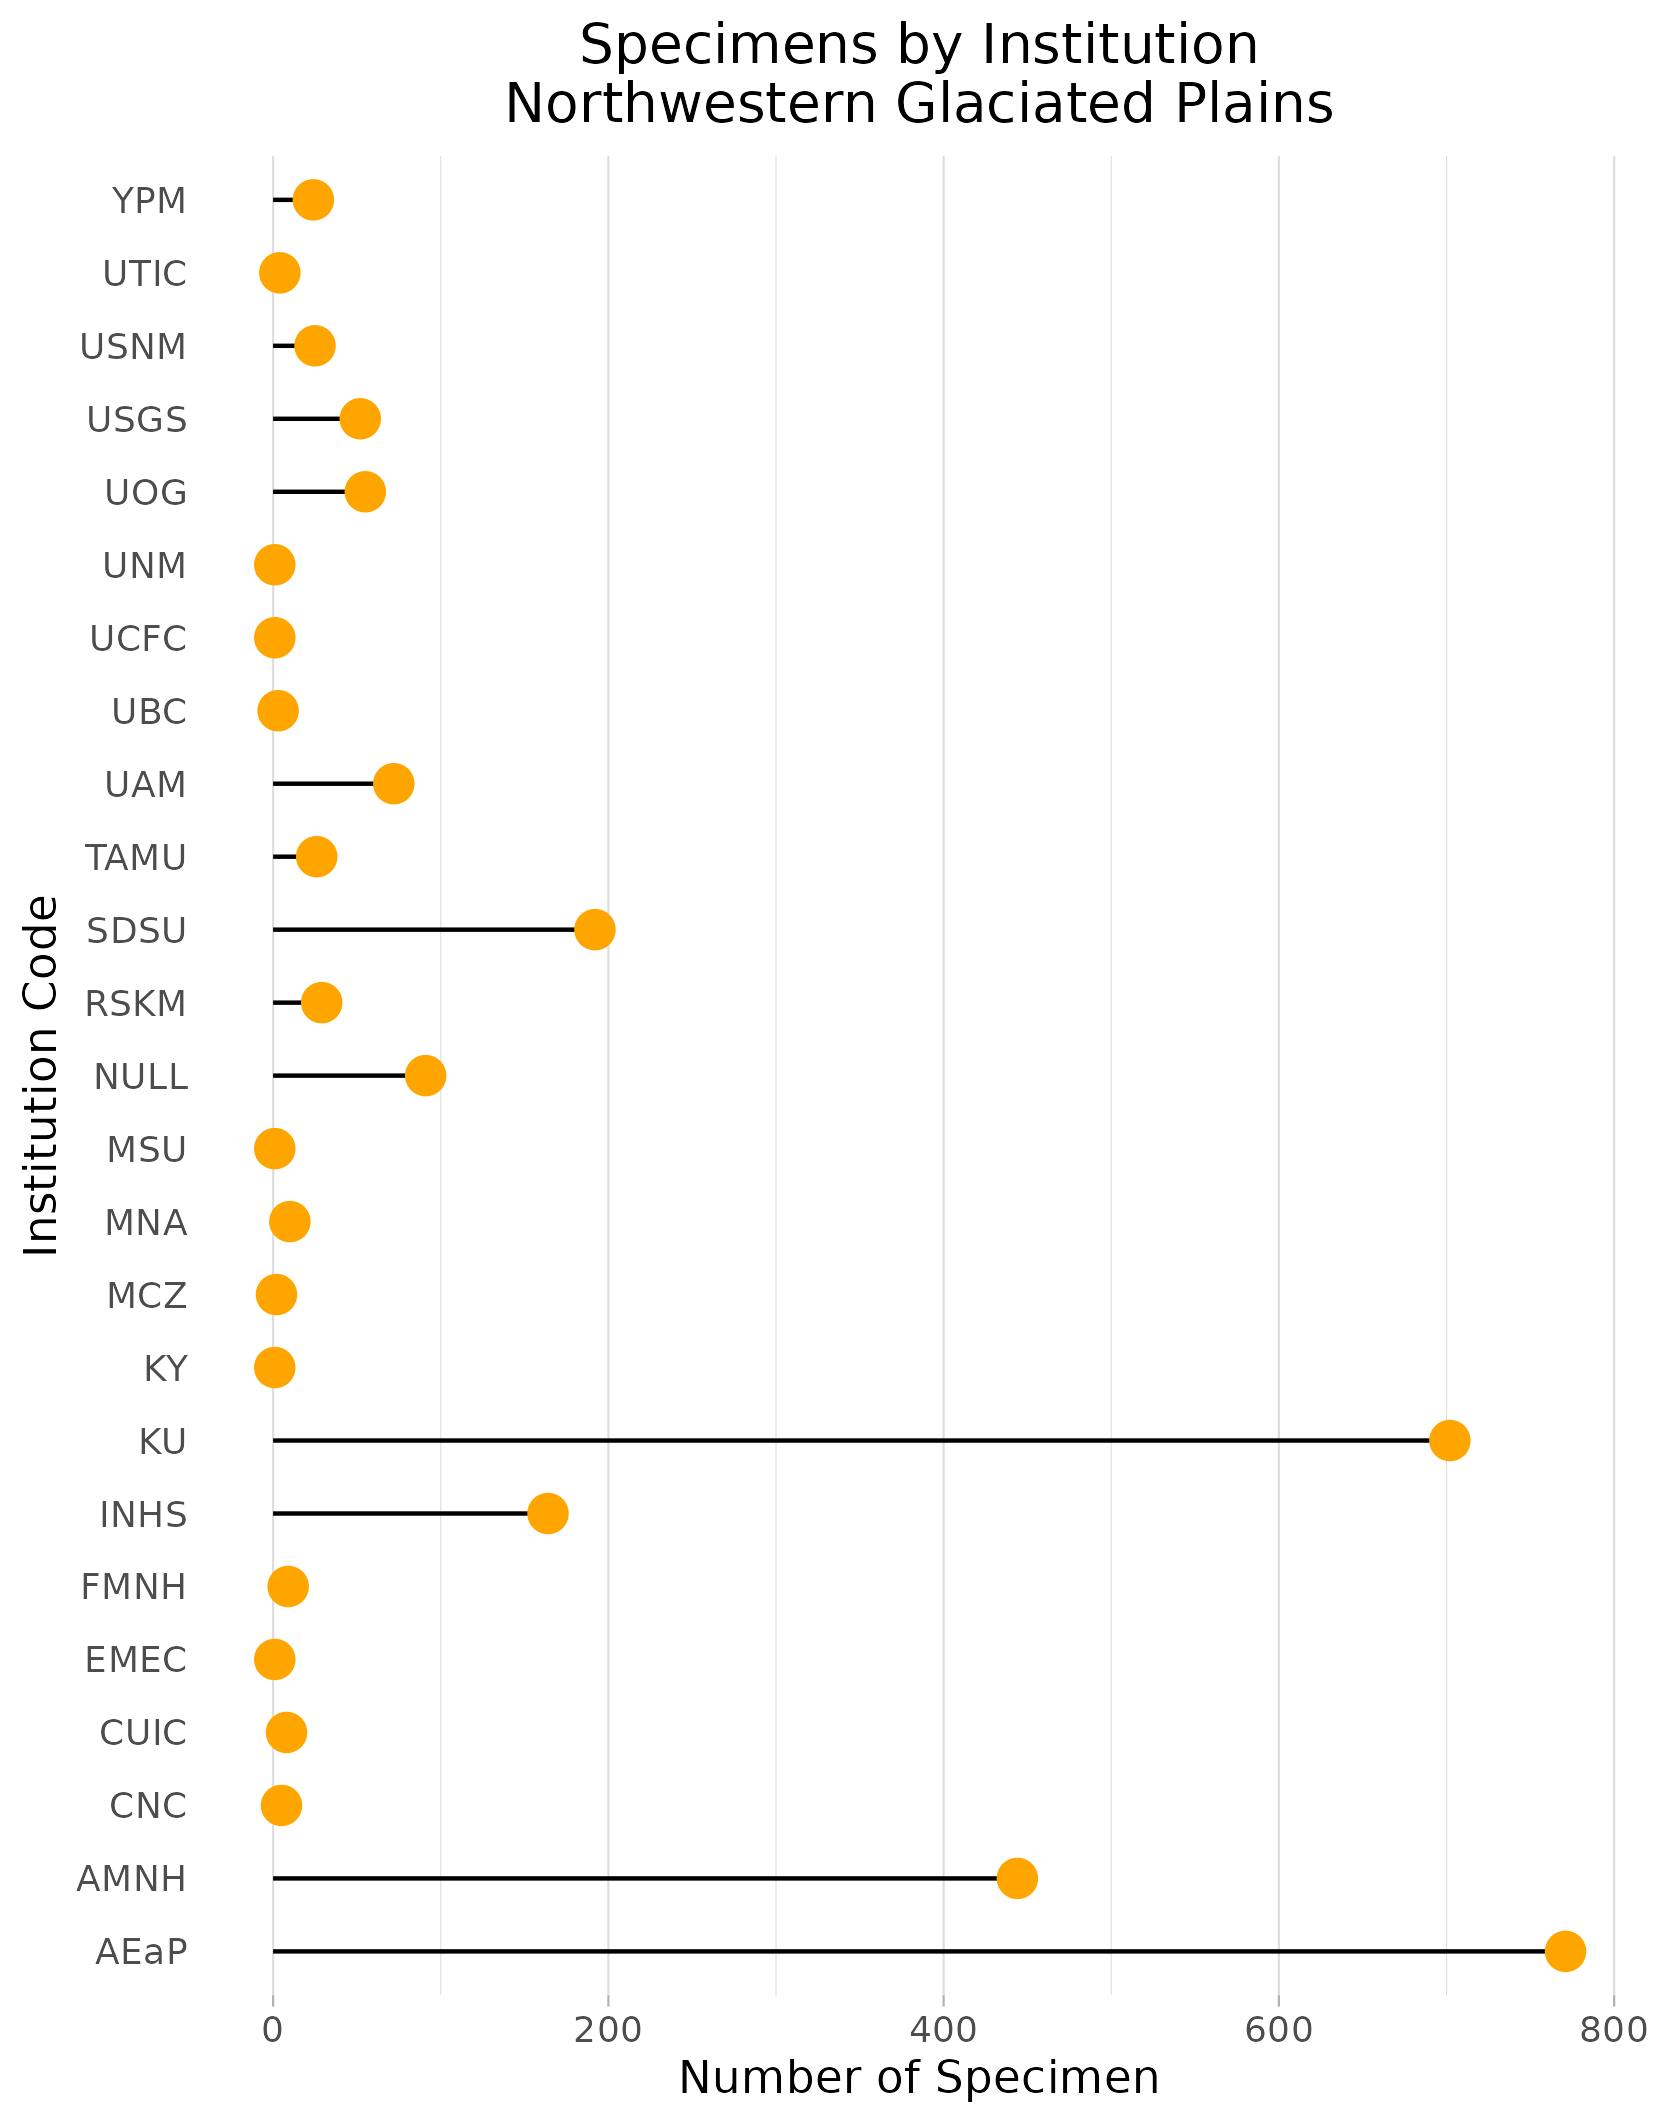 Specimens by Institution
Northwestern Glaciated Plains
YPM
UTIC
USNM
USGS
UOG
UNM
UCFC
UBC
UAM
TAMU
SDSU
RSKM
NULL
MSU
MNA
MCZ
KY
KU
INHS
FMNH
EMEC
CUIC
CNC
AMNH
AEaP
Institution Code
0 200 400 600 800
Number of Specimen